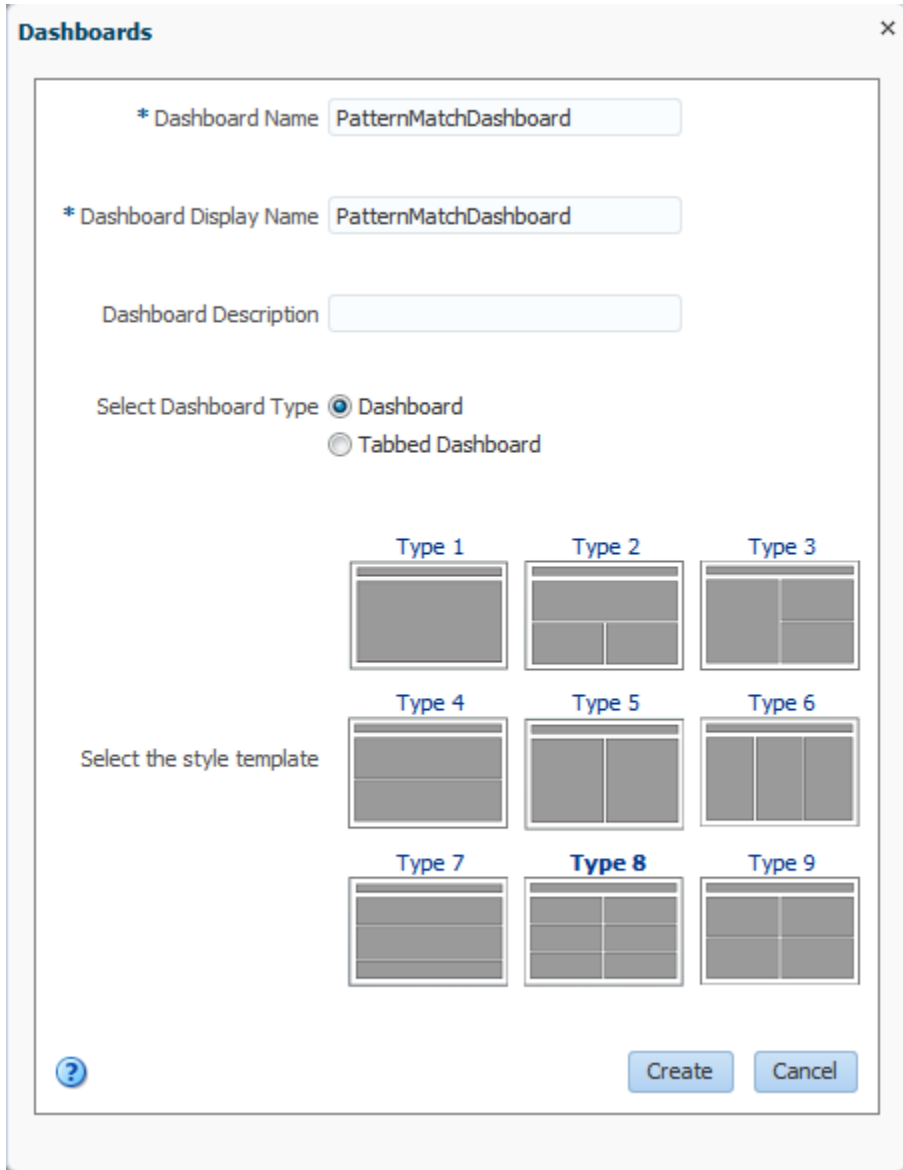 Dashboards ×
* Dashboard Name PatternMatchDashboard
* Dashboard Display Name PatternMatchDashboard
Dashboard Description
Select Dashboard Type Dashboard
Tabbed Dashboard
Type 1 Type 2 Type 3
Type 4 Type 5 Type 6
Select the style template
Type 7 Type 8 Type 9
? Create Cancel